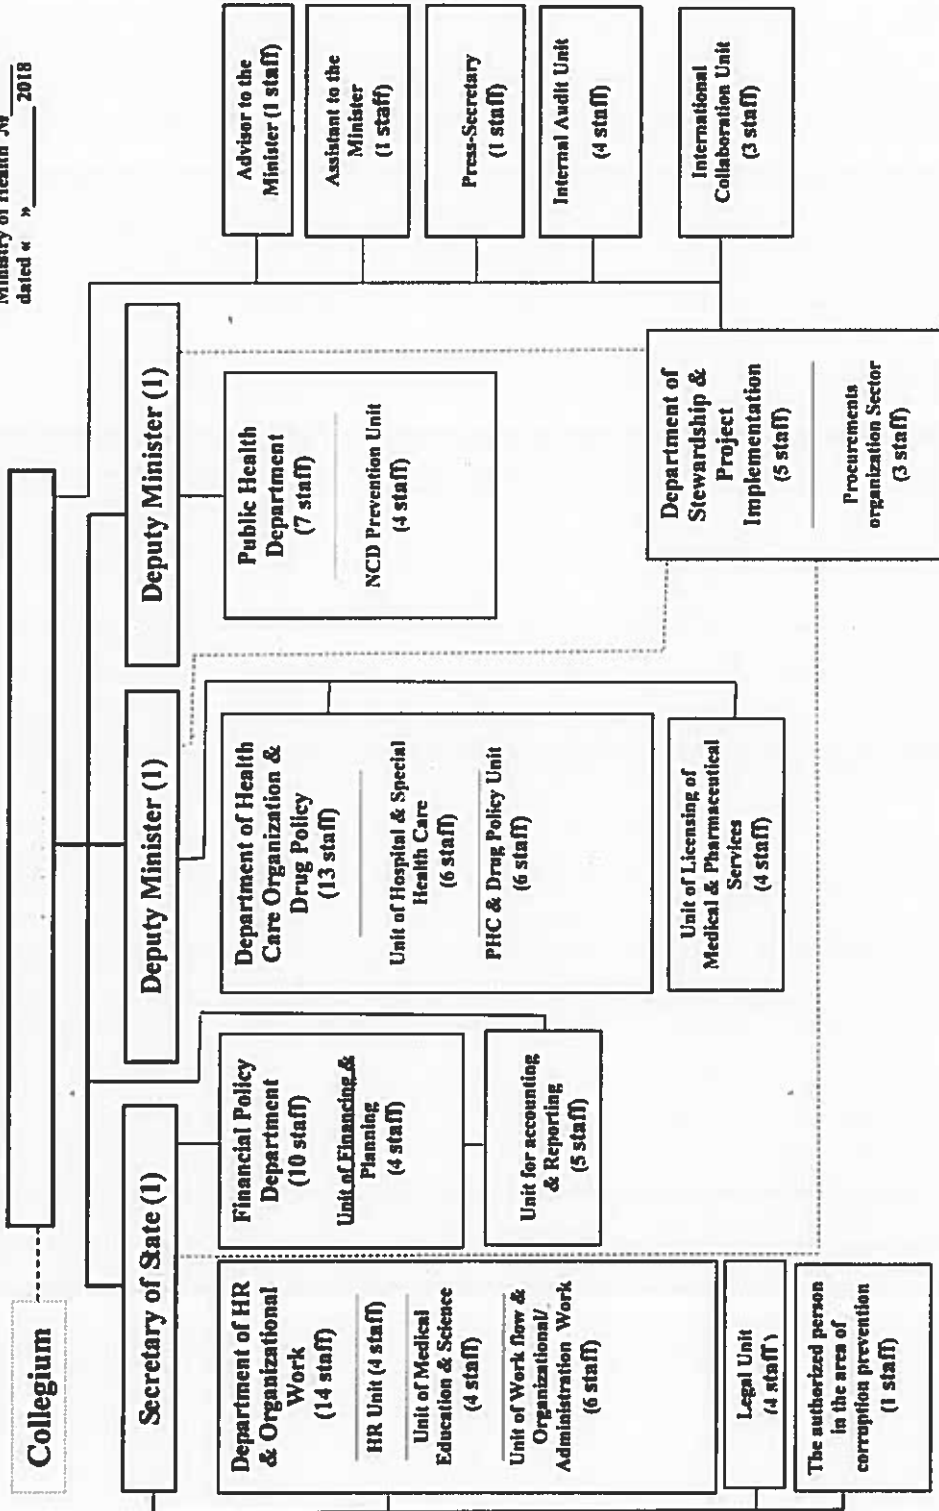 Ministry of Health №
dated « » 2018
Collegium
Secretary of State (1)
Deputy Minister (1)
Deputy Minister (1)
Department of HR
& Organizational
Work
(14 staff)
HR Unit (4 staff)
Unit of Medical
Education & Science
(4 staff)
Unit of Work flow &
Organizational/
Administration Work
(6 staff)
Legal Unit
(4 staff)
The authorized person
in the area of
corruption prevention
(1 staff)
Financial Policy
Department
(10 staff)
Unit of Financing &
Planning
(4 staff)
Unit for accounting
& Reporting
(5 staff)
Department of Health
Care Organization &
Drug Policy
(13 staff)
Unit of Hospital & Special
Health Care
(6 staff)
PHC & Drug Policy Unit
(6 staff)
Unit of Licensing of
Medical & Pharmaceutical
Services
(4 staff)
Public Health
Department
(7 staff)
NCD Prevention Unit
(4 staff)
Department of
Stewardship &
Project
Implementation
(5 staff)
Procurements
organization Sector
(3 staff)
Advisor to the
Minister (1 staff)
Assistant to the
Minister
(1 staff)
Press-Secretary
(1 staff)
Internal Audit Unit
(4 staff)
International
Collaboration Unit
(3 staff)